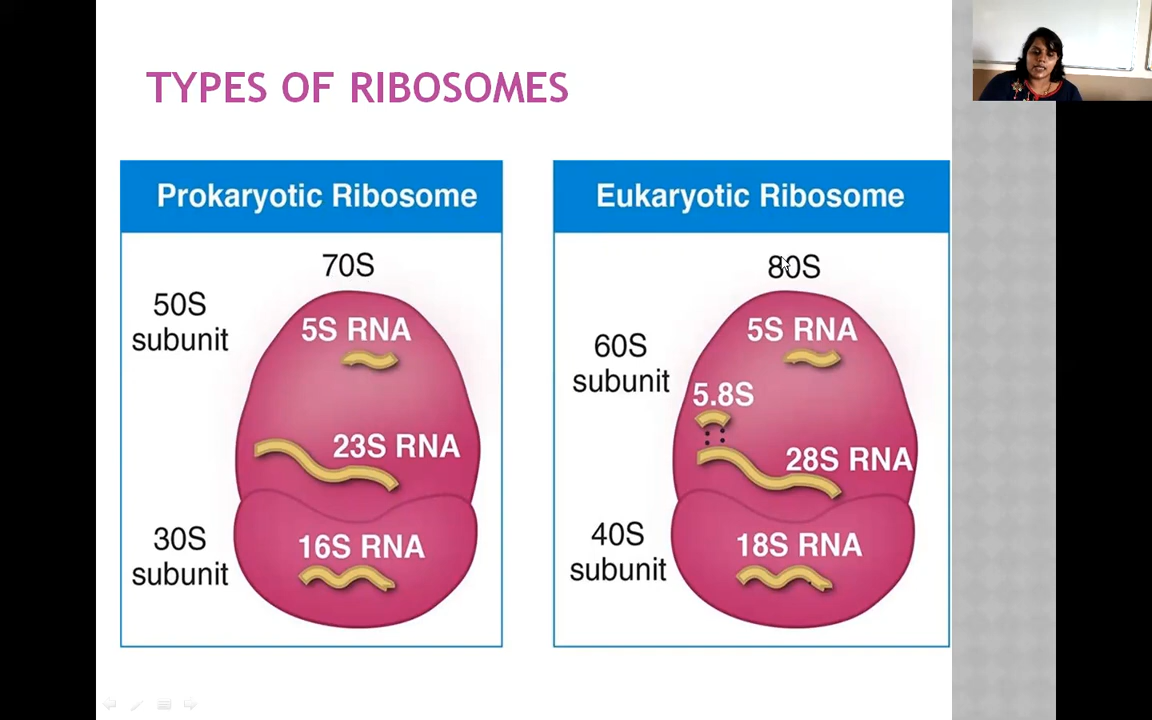 TYPES OF RIBOSOMES
Prokaryotic Ribosome
70S
50S
subunit
5S RNA
23S RNA
30S
subunit
16S RNA
Eukaryotic Ribosome
80S
60S
subunit
5S RNA
5.8S
28S RNA
40S
subunit
18S RNA